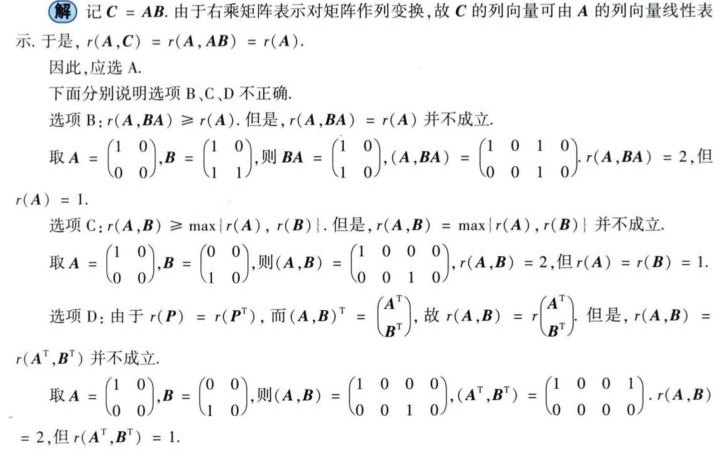 解 记 C = AB. 由于右乘矩阵表示对矩阵作列变换,故 C 的列向量可由 A 的列向量线性表
示. 于是, r(A,C) = r(A,AB) = r(A).
因此,应选 A.
下面分别说明选项 B、C、D 不正确.
选项 B: r(A,BA) ≥ r(A). 但是, r(A,BA) = r(A) 并不成立.
取 A = (1 0; 0 0), B = (1 0; 1 1), 则 BA = (1 0; 1 0), (A,BA) = (1 0 1 0; 0 0 1 0). r(A,BA) = 2, 但
r(A) = 1.
选项 C: r(A,B) ≥ max{r(A), r(B)}. 但是, r(A,B) = max{r(A), r(B)} 并不成立.
取 A = (1 0; 0 0), B = (0 0; 1 0), 则(A,B) = (1 0 0 0; 0 0 1 0), r(A,B) = 2, 但 r(A) = r(B) = 1.
选项 D: 由于 r(P) = r(Pᵀ), 而 (A,B)ᵀ = (Aᵀ; Bᵀ), 故 r(A,B) = r(Aᵀ; Bᵀ). 但是, r(A,B) =
r(Aᵀ,Bᵀ) 并不成立.
取 A = (1 0; 0 0), B = (0 0; 1 0), 则(A,B) = (1 0 0 0; 0 0 1 0), (Aᵀ,Bᵀ) = (1 0 0 1; 0 0 0 0). r(A,B)
= 2, 但 r(Aᵀ,Bᵀ) = 1.